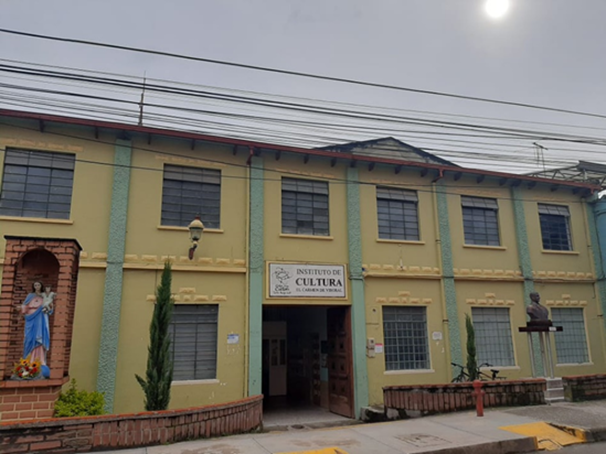 INSTITUTO DE
CULTURA
EL CARMEN DE VIBORAL